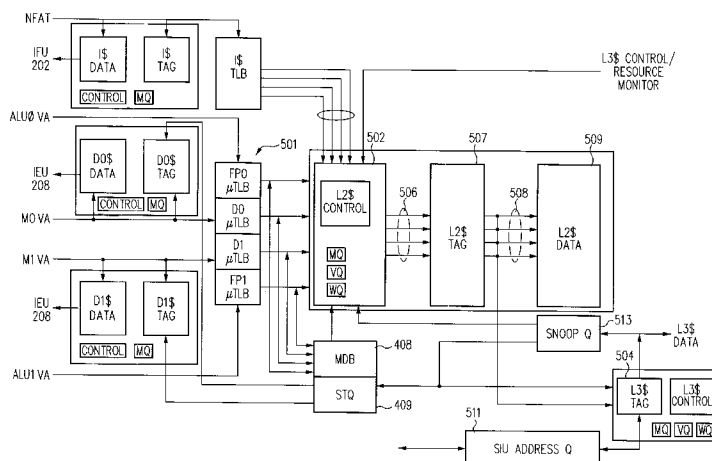 NFAT
IFU
202
I$
DATA
I$
TAG
CONTROL
MQ
I$
TLB
L3$ CONTROL/
RESOURCE
MONITOR
ALUØ VA
501
502
507
509
IEU
208
D0$
DATA
D0$
TAG
CONTROL
MQ
FP0
µTLB
D0
µTLB
D1
µTLB
FP1
µTLB
L2$
CONTROL
506
508
L2$
TAG
L2$
DATA
MQ
VQ
WQ
M0 VA
M1 VA
IEU
208
D1$
DATA
D1$
TAG
CONTROL
MQ
ALU1 VA
MDB
408
STQ
409
SNOOP Q
513
L3$
DATA
504
L3$
TAG
L3$
CONTROL
MQ
VQ
WQ
511
SIU ADDRESS Q